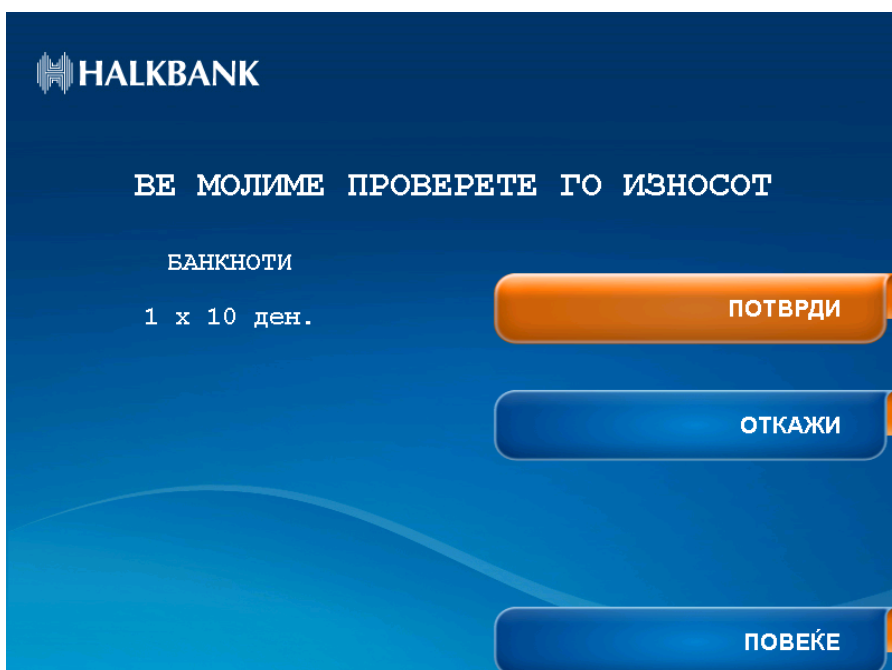 HALKBANK
ВЕ МОЛИМЕ ПРОВЕРЕТЕ ГО ИЗНОСОТ
БАНКНОТИ
1 x 10 ден.
ПОТВРДИ
ОТКАЖИ
ПОВЕЌЕ